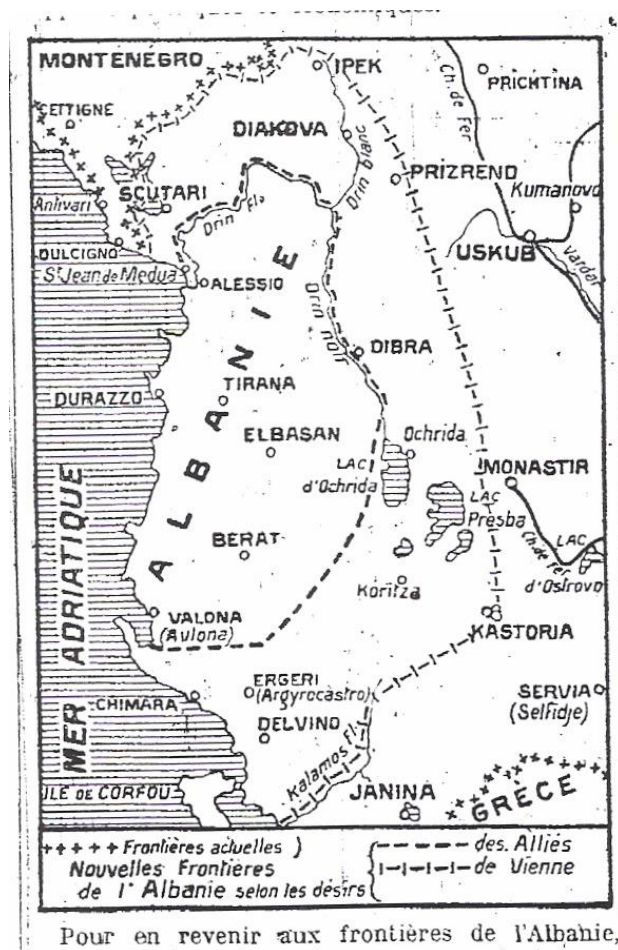 MONTENEGRO
IPEK
PRICHTINA
Ch. de Fer
CETTIGNE
DIAKOVA
Drin blanc
PRIZREND
Kumanovo
SCUTARI
Antivari
Drin Fl.
USKUB
Vardar
DULCIGNO
St Jean de Medua
ALESSIO
Drin noir
DIBRA
TIRANA
DURAZZO
ALBANIE
ELBASAN
Ochrida
LAC
d'Ochrida
MONASTIR
LAC
Presba
LAC
Ch. de Fer
d'Ostrovo
BERAT
Koritza
MER ADRIATIQUE
VALONA
(Avlona)
KASTORIA
ERGERI
(Argyrocastro)
CHIMARA
SERVIA
(Selfidje)
DELVINO
Kalamos Fl.
ILE DE CORFOU
JANINA
GRÈCE
Frontières actuelles
Nouvelles Frontières
de l'Albanie selon les désirs
des Alliés
de Vienne
Pour en revenir aux frontières de l'Albanie,